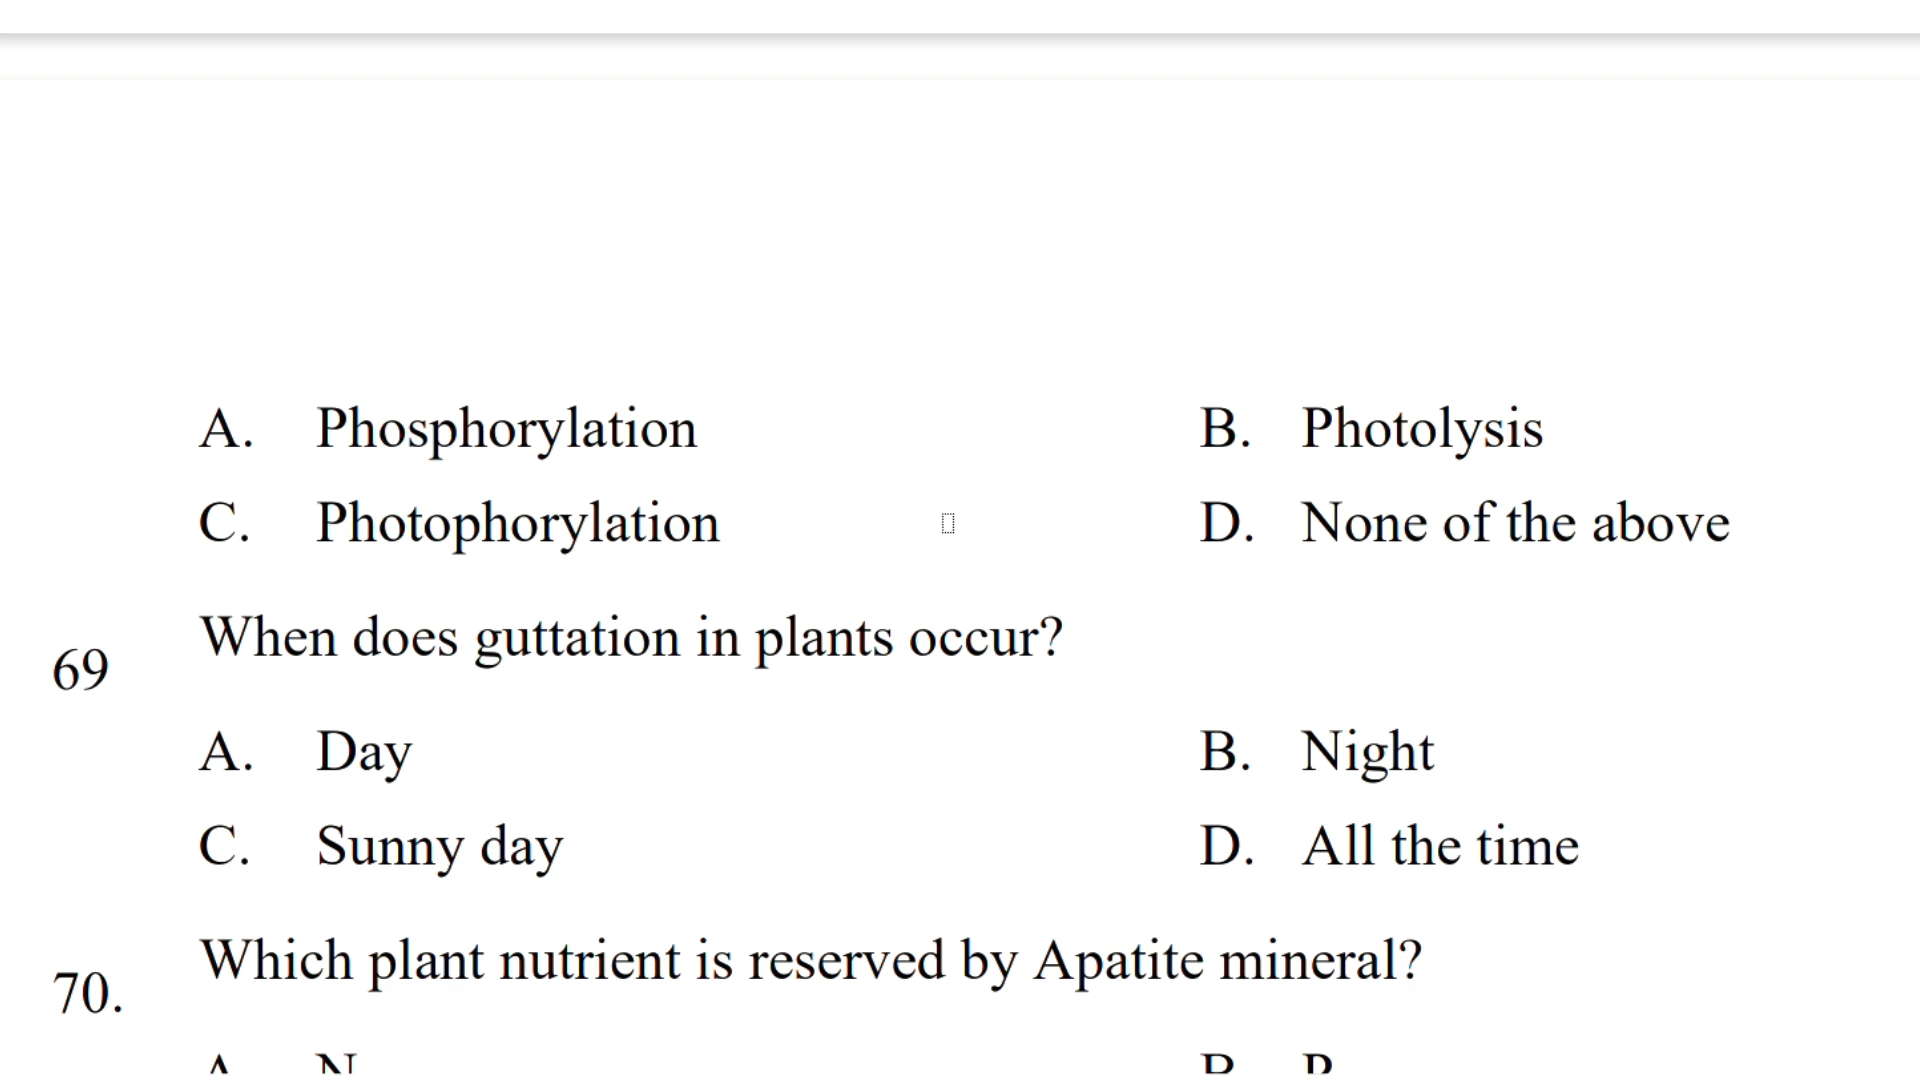 A. Phosphorylation B. Photolysis
C. Photophorylation D. None of the above
69 When does guttation in plants occur?
A. Day B. Night
C. Sunny day D. All the time
70. Which plant nutrient is reserved by Apatite mineral?